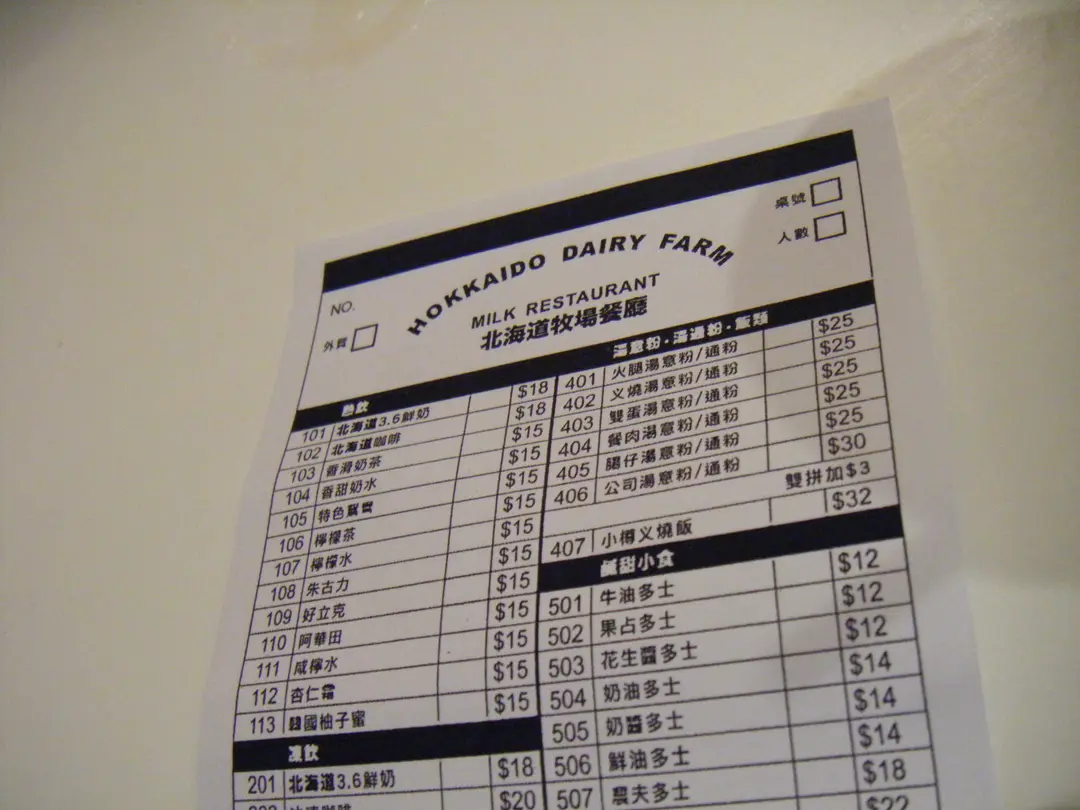 NO.
外賣
桌號
人數
HOKKAIDO DAIRY FARM
MILK RESTAURANT
北海道牧場餐廳
熱飲
101 北海道3.6鮮奶 $18
102 北海道咖啡 $18
103 香滑奶茶 $15
104 香甜奶水 $15
105 特色鴛鴦 $15
106 檸檬茶 $15
107 檸檬水 $15
108 朱古力 $15
109 好立克 $15
110 阿華田 $15
111 咸檸水 $15
112 杏仁霜 $15
113 韓國柚子蜜 $15
凍飲
201 北海道3.6鮮奶 $18
$20
湯意粉·湯通粉·飯類
401 火腿湯意粉/通粉 $25
402 义燒湯意粉/通粉 $25
403 雙蛋湯意粉/通粉 $25
404 餐肉湯意粉/通粉 $25
405 腸仔湯意粉/通粉 $25
406 公司湯意粉/通粉 $30
雙拼加$3
407 小樽义燒飯 $32
鹹甜小食
501 牛油多士 $12
502 果占多士 $12
503 花生醬多士 $12
504 奶油多士 $14
505 奶醬多士 $14
506 鮮油多士 $14
507 農夫多士 $18
$22